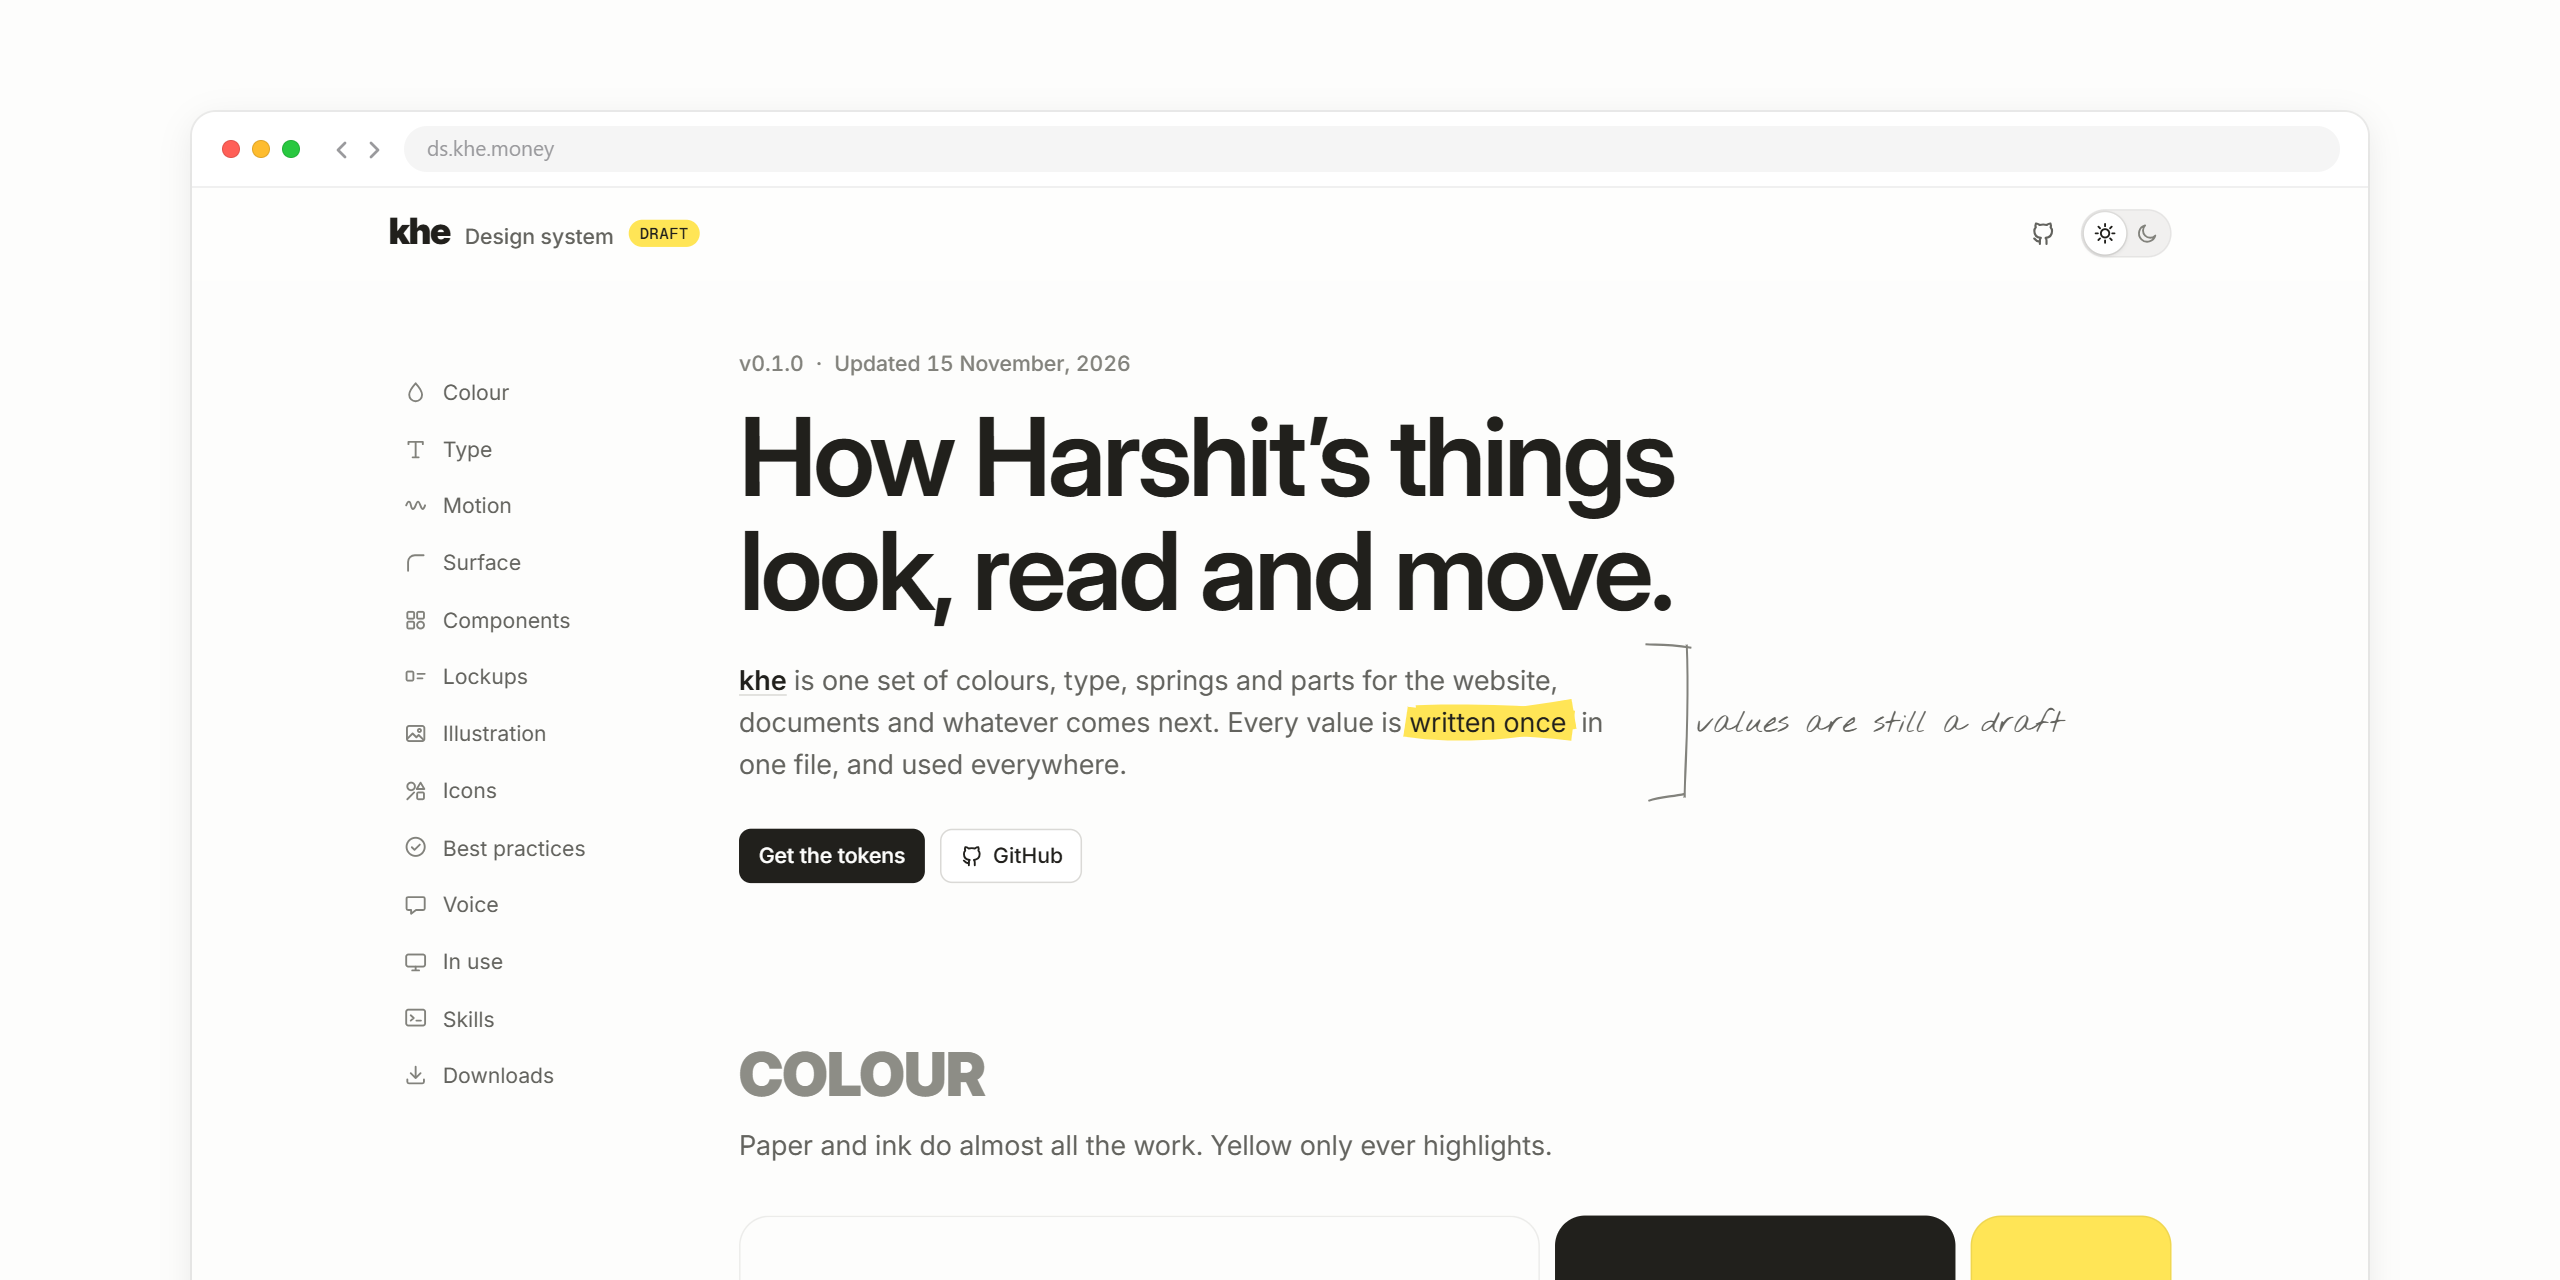 ds.khe.money
khe Design system DRAFT
Colour
Type
Motion
Surface
Components
Lockups
Illustration
Icons
Best practices
Voice
In use
Skills
Downloads
v0.1.0 · Updated 15 November, 2026
How Harshit’s things
look, read and move.
khe is one set of colours, type, springs and parts for the website,
documents and whatever comes next. Every value is written once in
one file, and used everywhere.
values are still a draft
Get the tokens
GitHub
COLOUR
Paper and ink do almost all the work. Yellow only ever highlights.